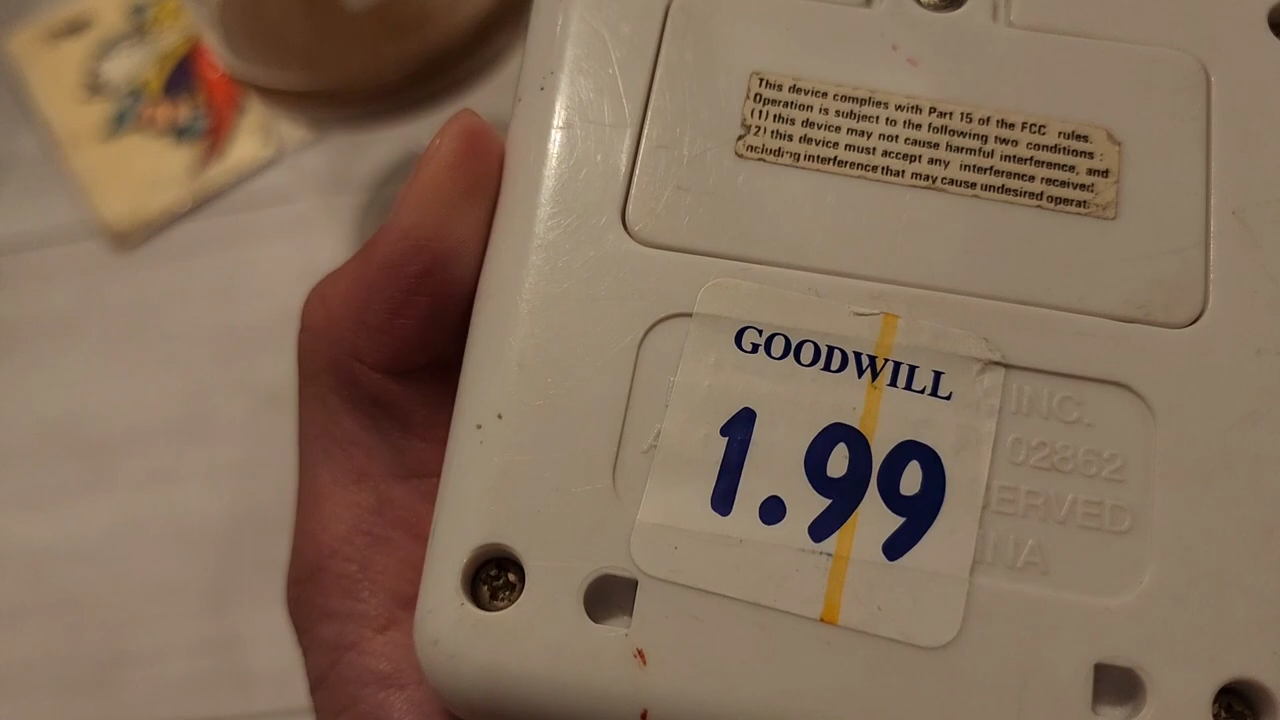 This device complies with Part 15 of the FCC rules.
Operation is subject to the following two conditions :
(1) this device may not cause harmful interference, and
(2) this device must accept any interference received,
including interference that may cause undesired operat
GOODWILL
1.99
INC.
02862
ERVED
INA